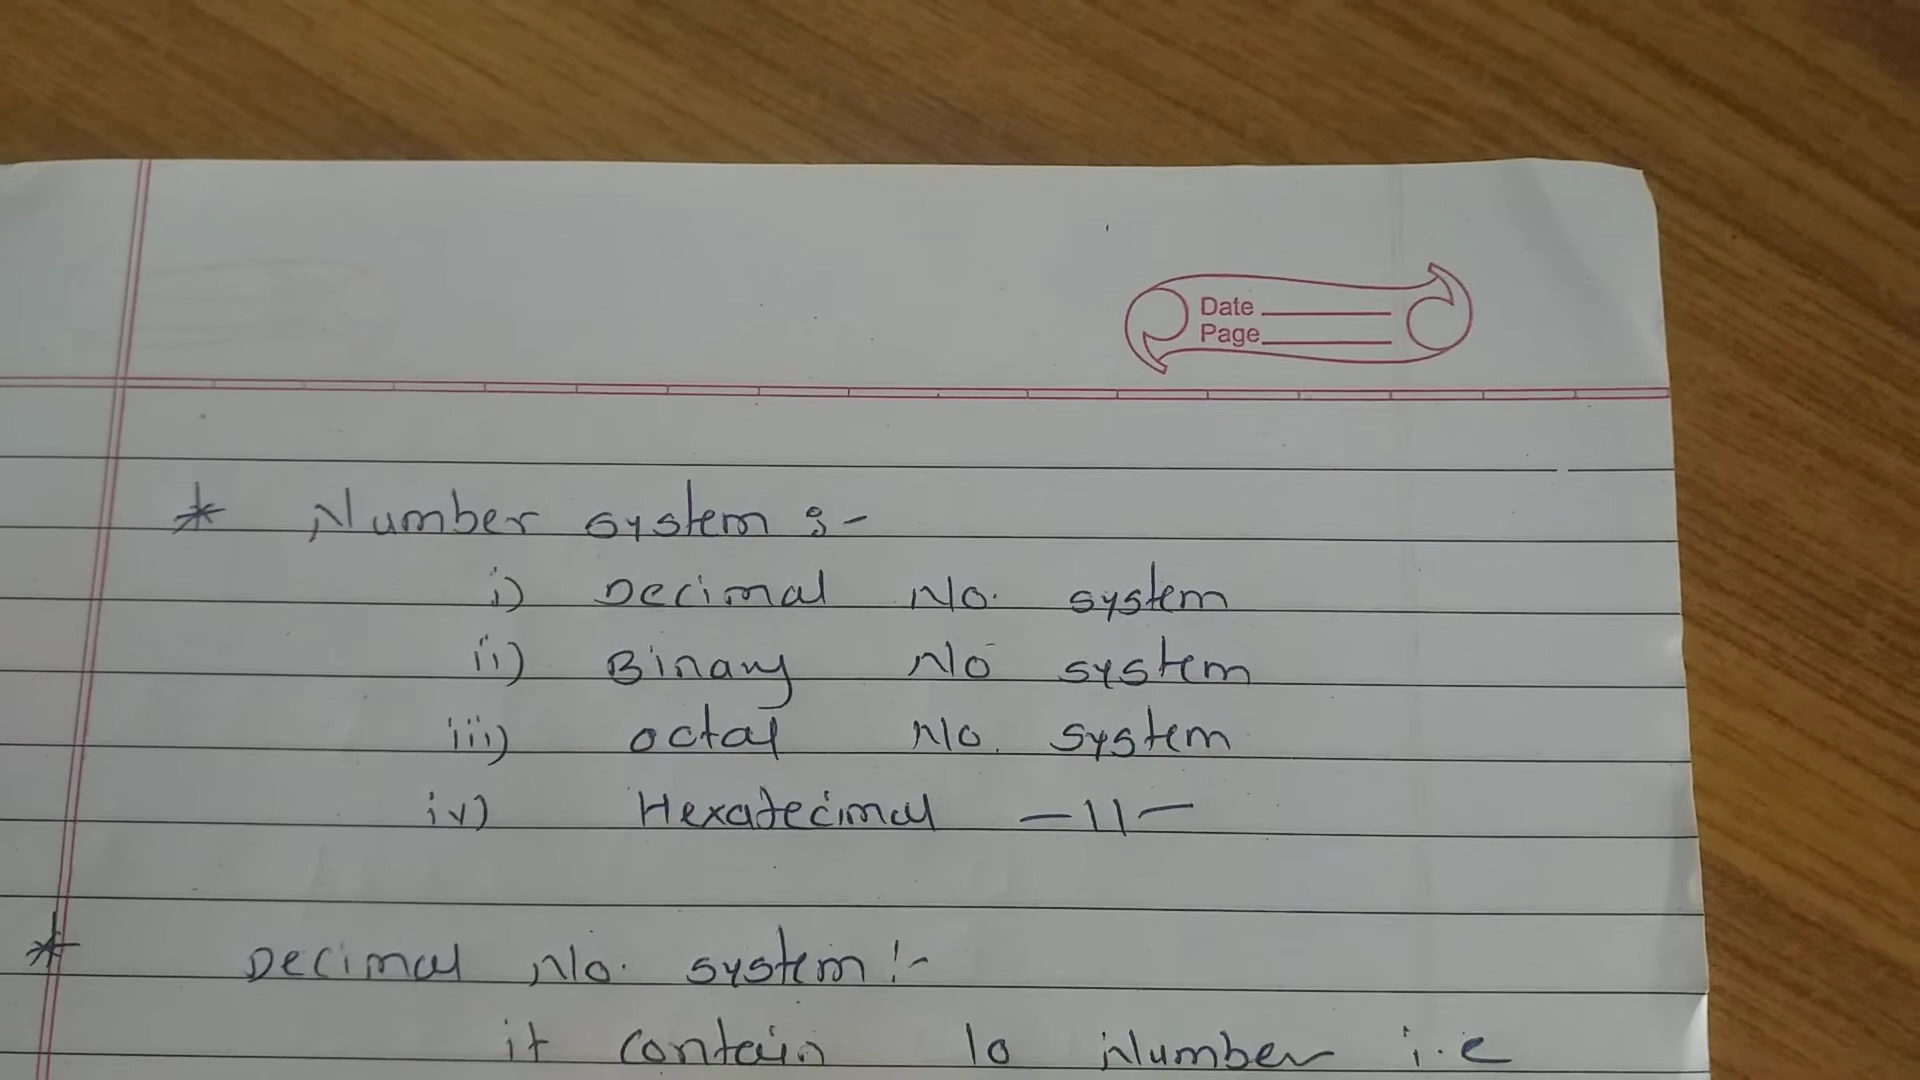 Date
Page
* Number system :-
i) Decimal No. system
ii) Binary No system
iii) octal No. system
iv) Hexadecimal —11—
* Decimal No. system :-
it contain 10 Number i.e